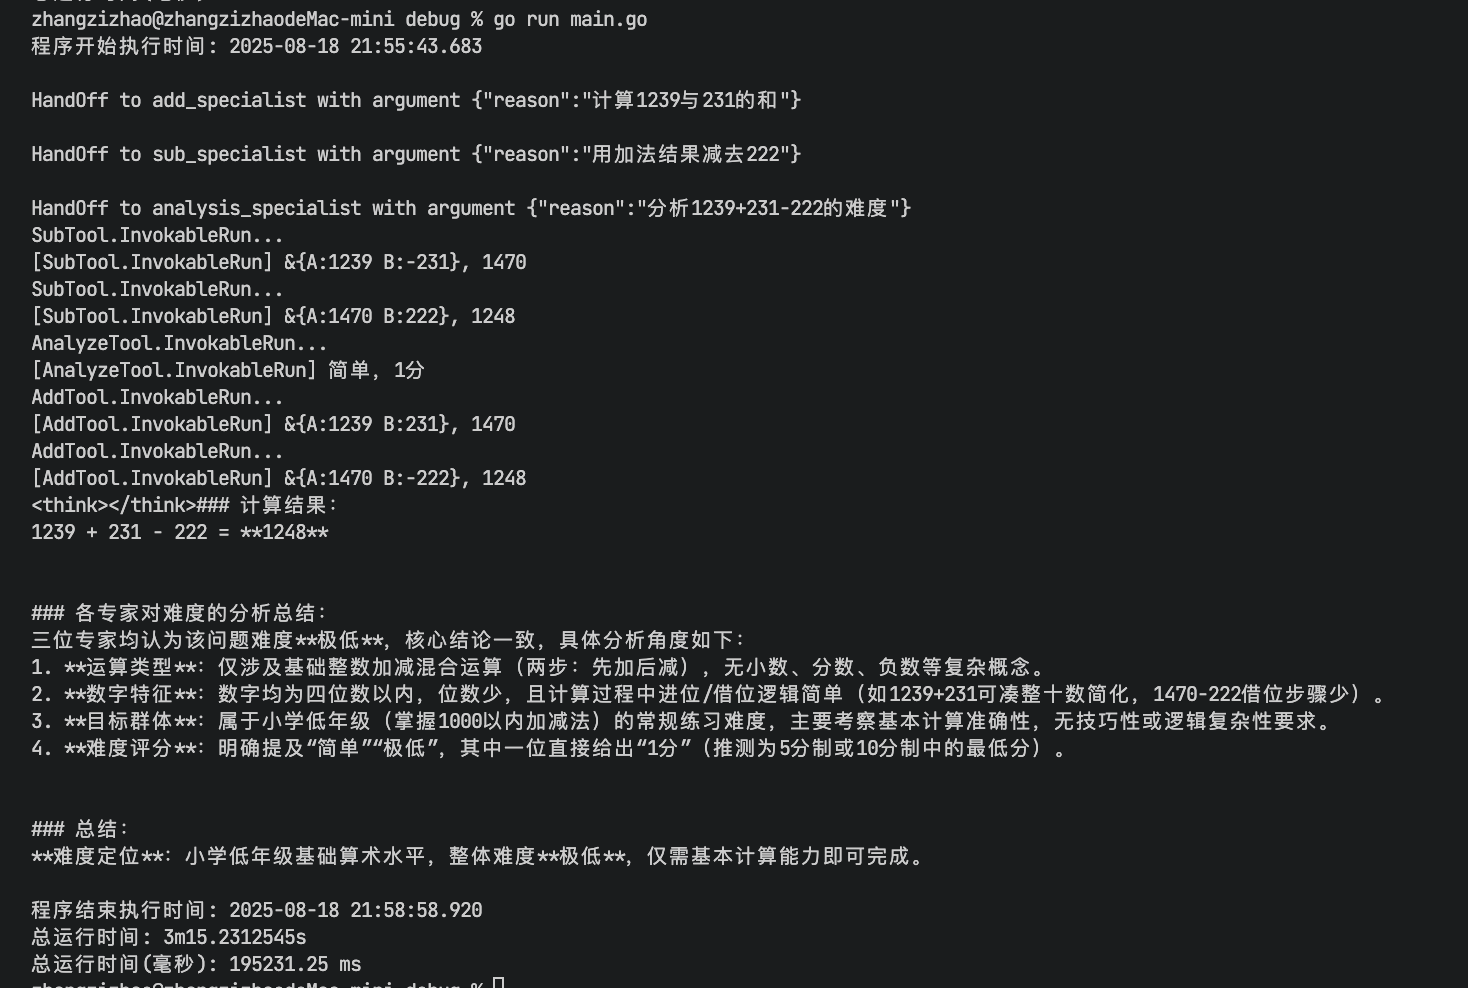 zhangzizhao@zhangzizhaodeMac-mini debug % go run main.go
程序开始执行时间: 2025-08-18 21:55:43.683
HandOff to add_specialist with argument {"reason":"计算1239与231的和"}
HandOff to sub_specialist with argument {"reason":"用加法结果减去222"}
HandOff to analysis_specialist with argument {"reason":"分析1239+231-222的难度"}
SubTool.InvokableRun...
[SubTool.InvokableRun] &{A:1239 B:-231}, 1470
SubTool.InvokableRun...
[SubTool.InvokableRun] &{A:1470 B:222}, 1248
AnalyzeTool.InvokableRun...
[AnalyzeTool.InvokableRun] 简单, 1分
AddTool.InvokableRun...
[AddTool.InvokableRun] &{A:1239 B:231}, 1470
AddTool.InvokableRun...
[AddTool.InvokableRun] &{A:1470 B:-222}, 1248
<think></think>### 计算结果：
1239 + 231 - 222 = **1248**
### 各专家对难度的分析总结：
三位专家均认为该问题难度**极低**，核心结论一致，具体分析角度如下：
1. **运算类型**：仅涉及基础整数加减混合运算（两步：先加后减），无小数、分数、负数等复杂概念。
2. **数字特征**：数字均为四位数以内，位数少，且计算过程中进位/借位逻辑简单（如1239+231可凑整十数简化，1470-222借位步骤少）。
3. **目标群体**：属于小学低年级（掌握1000以内加减法）的常规练习难度，主要考察基本计算准确性，无技巧性或逻辑复杂性要求。
4. **难度评分**：明确提及“简单”“极低”，其中一位直接给出“1分”（推测为5分制或10分制中的最低分）。
### 总结：
**难度定位**：小学低年级基础算术水平，整体难度**极低**，仅需基本计算能力即可完成。
程序结束执行时间: 2025-08-18 21:58:58.920
总运行时间: 3m15.2312545s
总运行时间(毫秒): 195231.25 ms
zhangzizhao@zhangzizhaodeMac-mini debug %